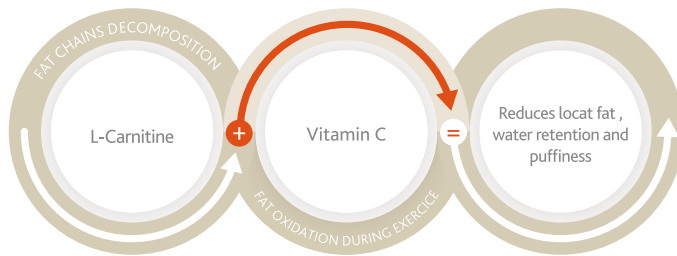 FAT CHAINS DECOMPOSITION
L-Carnitine
+
Vitamin C
FAT OXIDATION DURING EXERCICE
=
Reduces locat fat ,
water retention and
puffiness